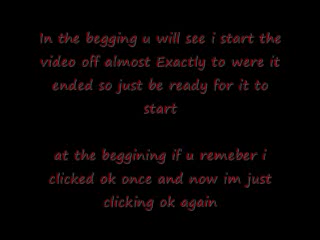 In the begging u will see i start the
video off almost Exactly to were it
ended so just be ready for it to
start
at the beggining if u remeber i
clicked ok once and now im just
clicking ok again